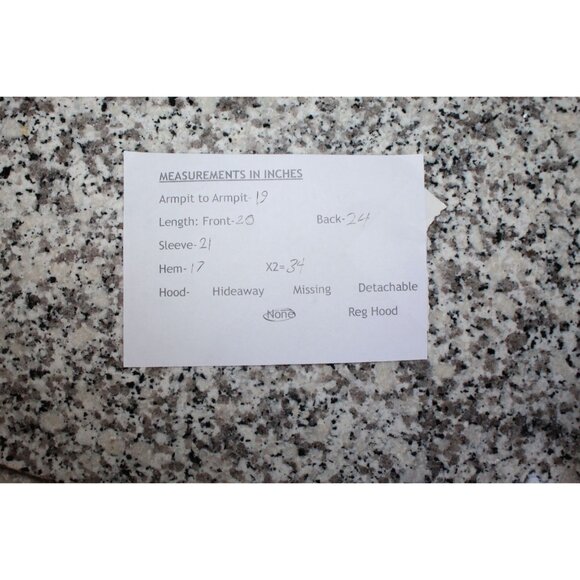 MEASUREMENTS IN INCHES
Armpit to Armpit- 19
Length: Front-20 Back-24
Sleeve-21
Hem-17 X2=34
Hood- Hideaway Missing Detachable
None Reg Hood